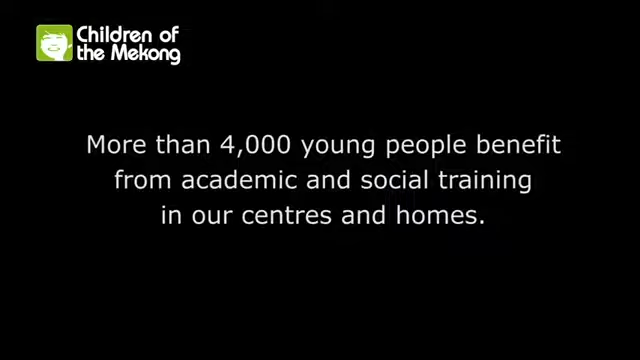 Children of
the Mekong
More than 4,000 young people benefit
from academic and social training
in our centres and homes.